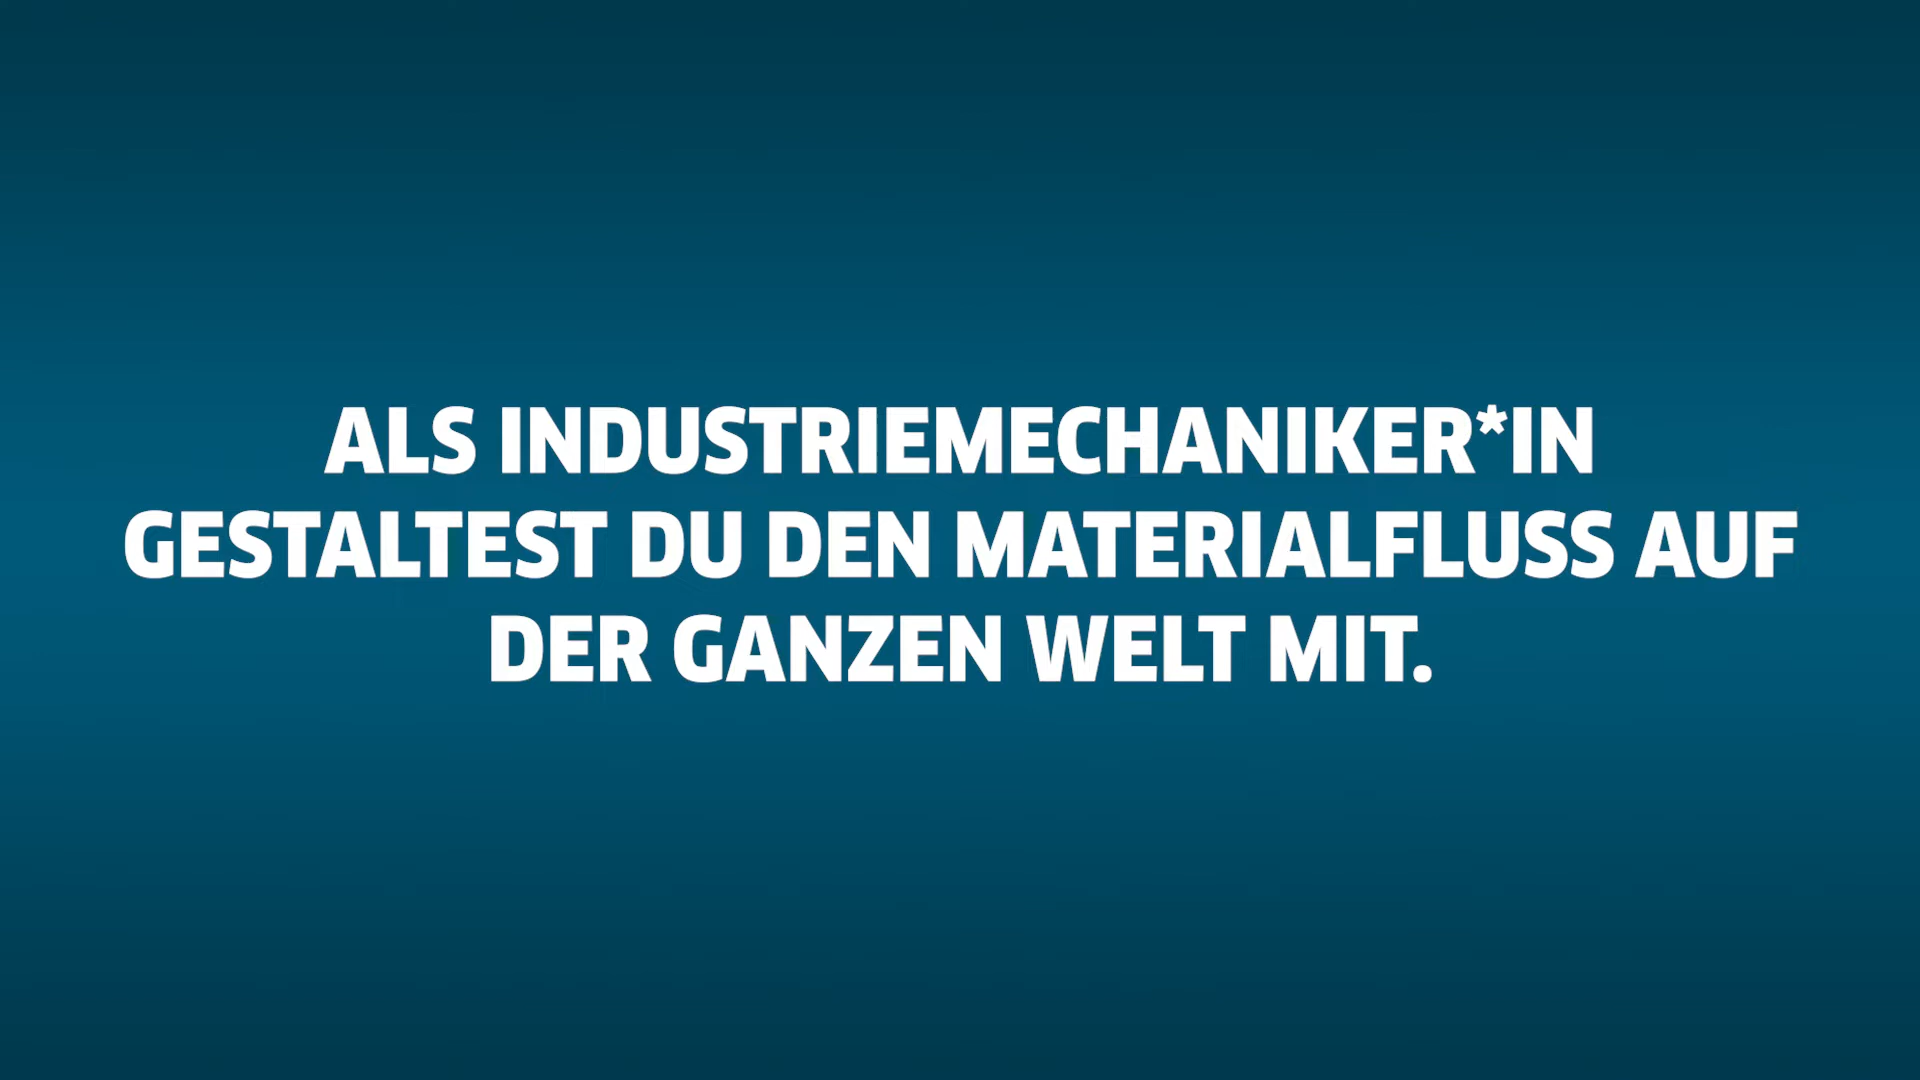 ALS INDUSTRIEMECHANIKER*IN
GESTALTEST DU DEN MATERIALFLUSS AUF
DER GANZEN WELT MIT.